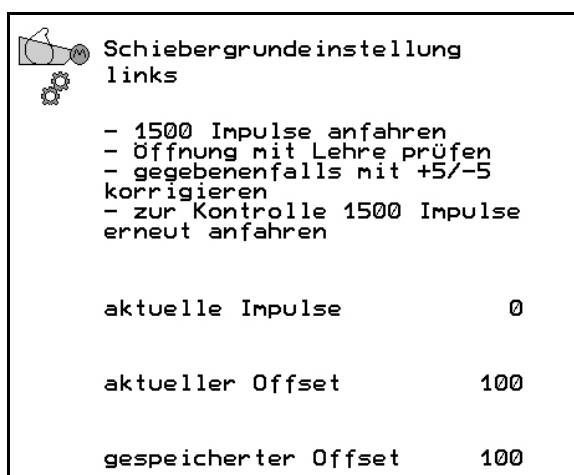 M
Schiebergrundeinstellung
links
- 1500 Impulse anfahren
- Öffnung mit Lehre prüfen
- gegebenenfalls mit +5/-5
korrigieren
- zur Kontrolle 1500 Impulse
erneut anfahren
aktuelle Impulse 0
aktueller Offset 100
gespeicherter Offset 100